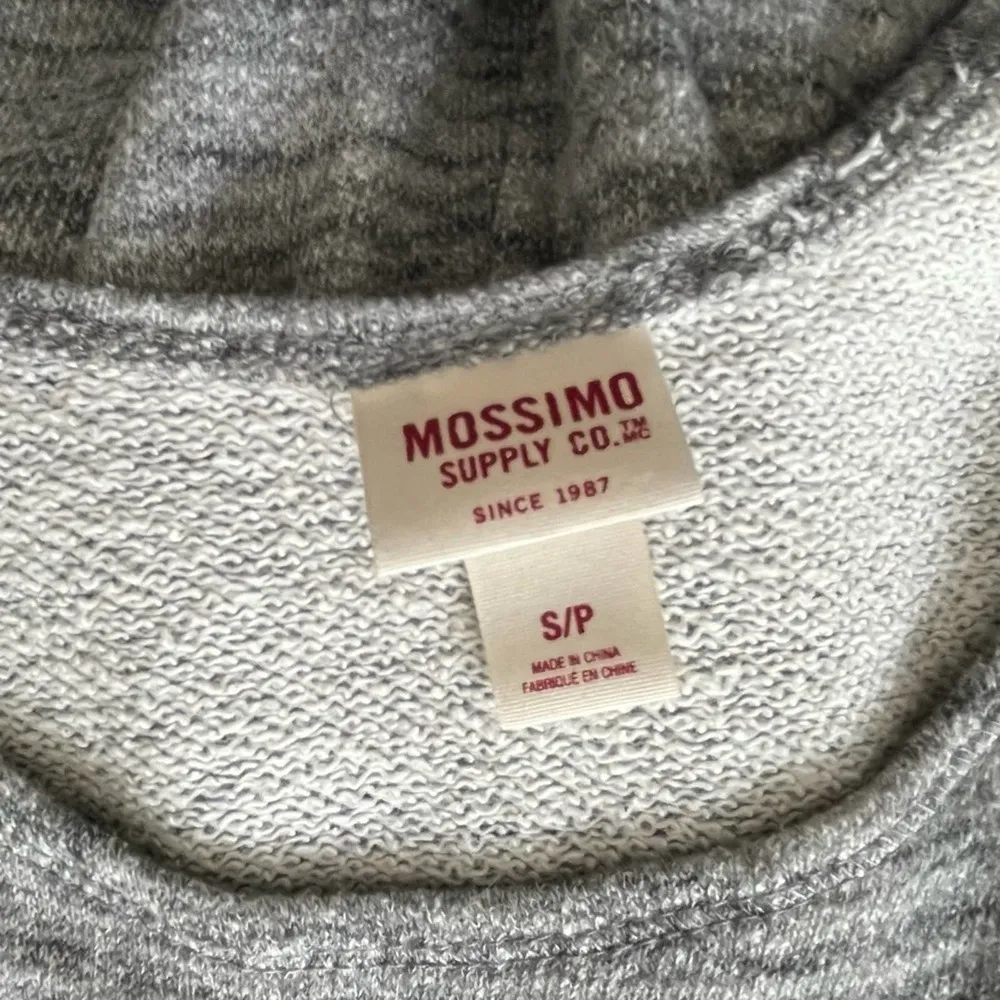 MOSSIMO
SUPPLY CO.™ MC
SINCE 1987
S/P
MADE IN CHINA
FABRIQUÉ EN CHINE